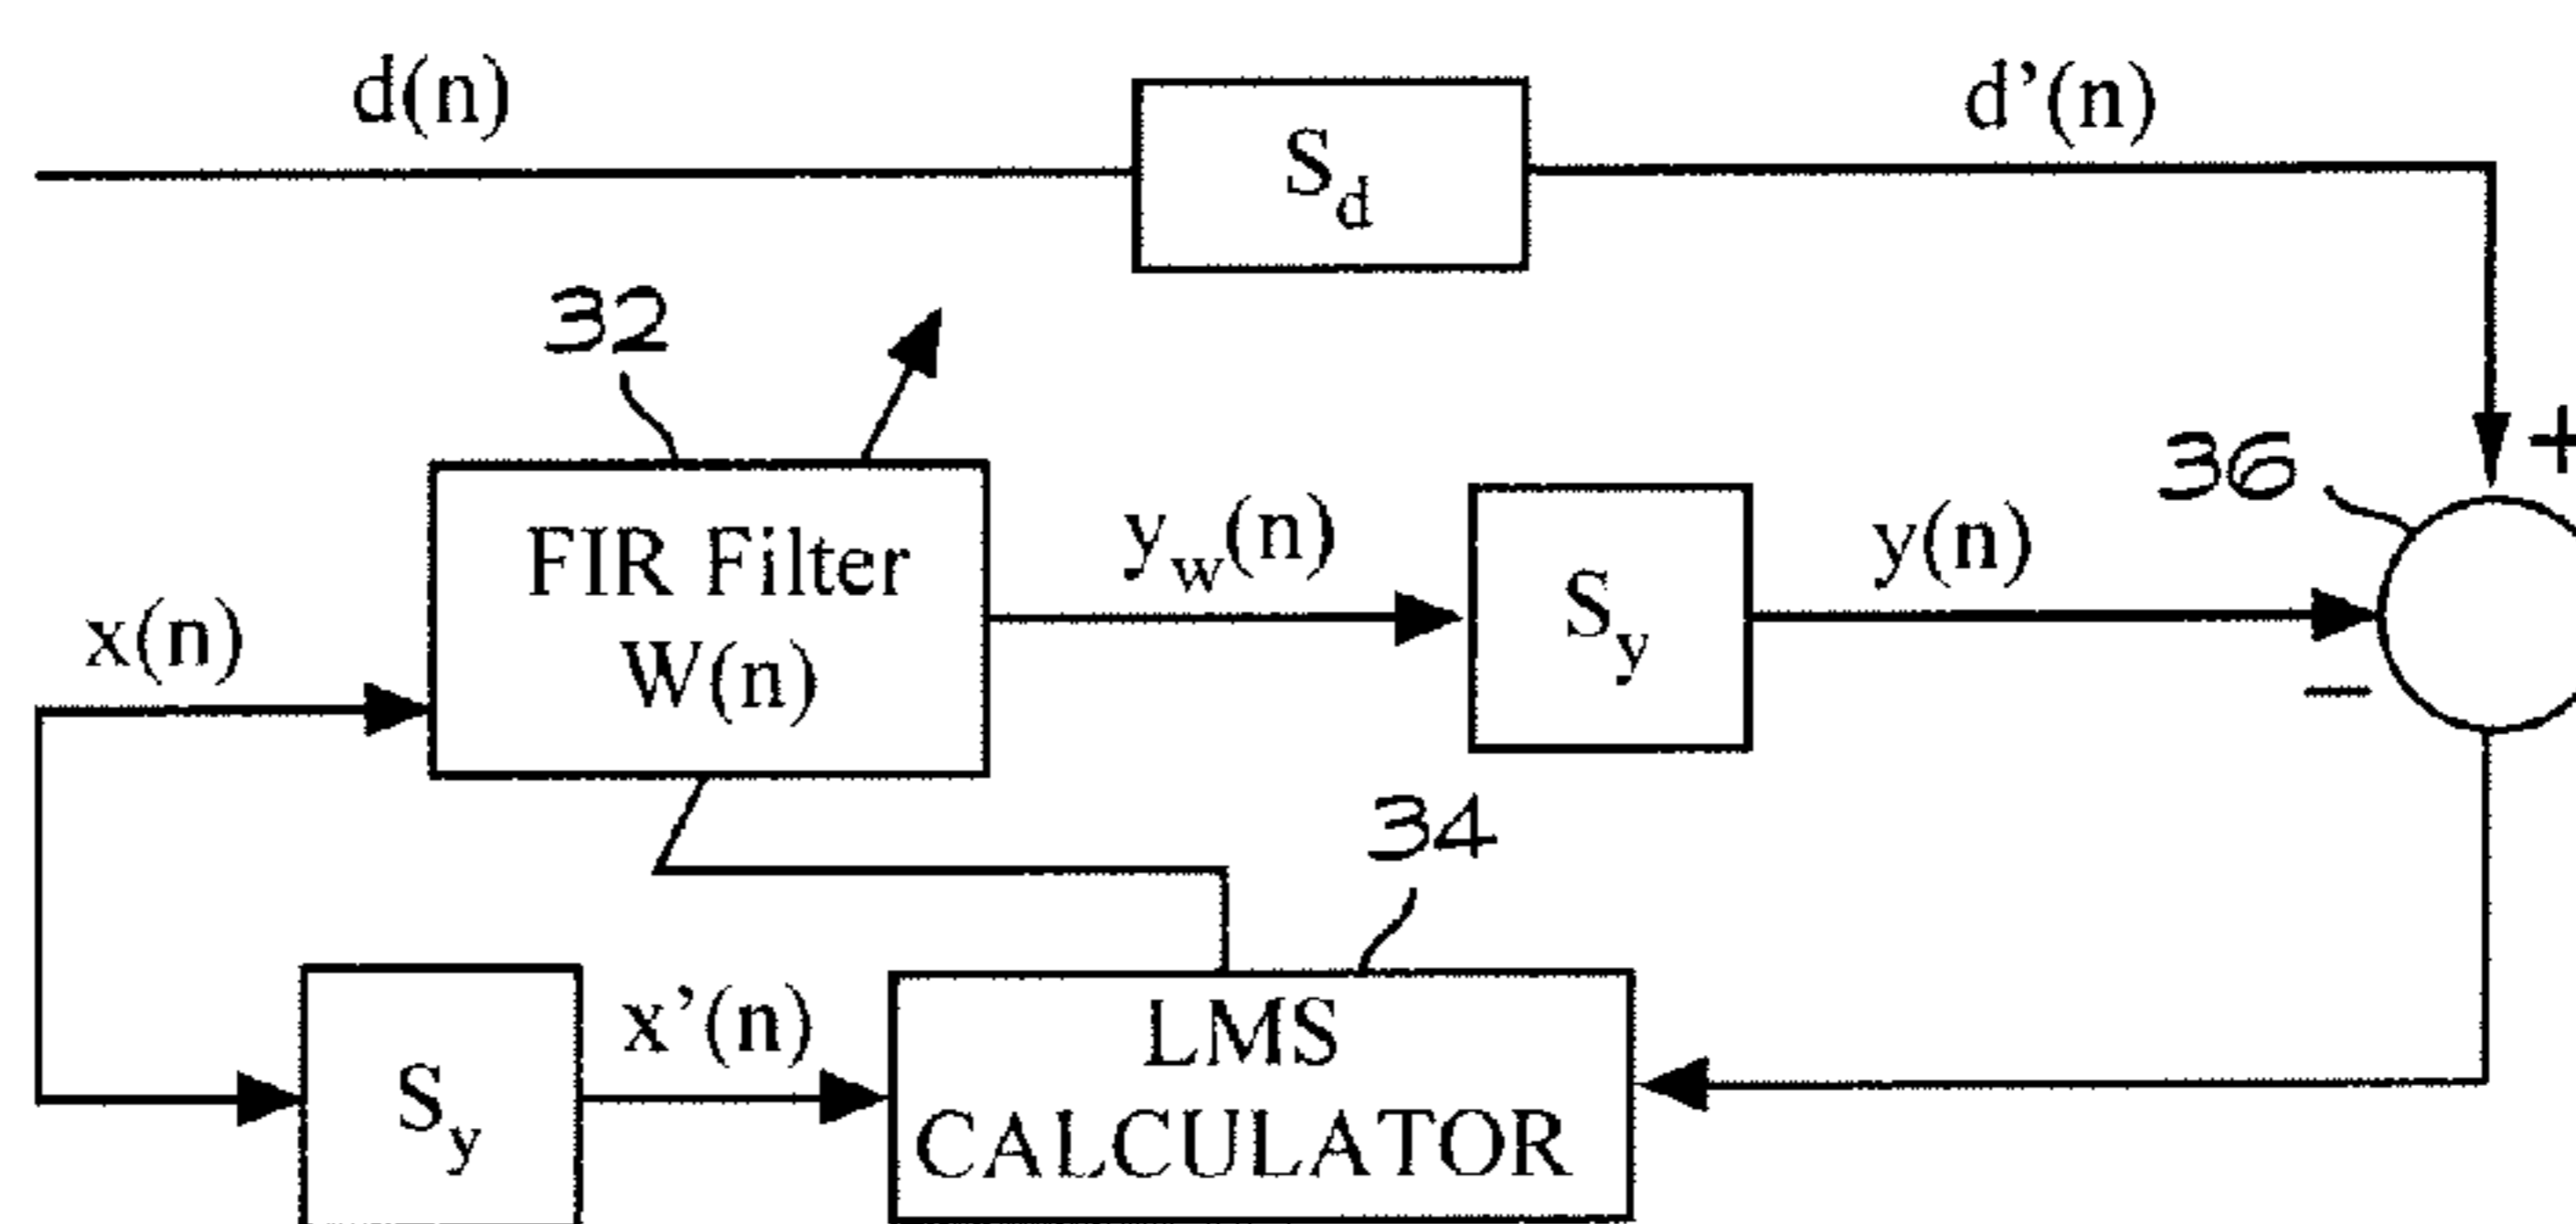 d(n)
S_d
d’(n)
32
+
36
FIR Filter
W(n)
y_w(n)
S_y
y(n)
x(n)
−
34
S_y
x’(n)
LMS
CALCULATOR